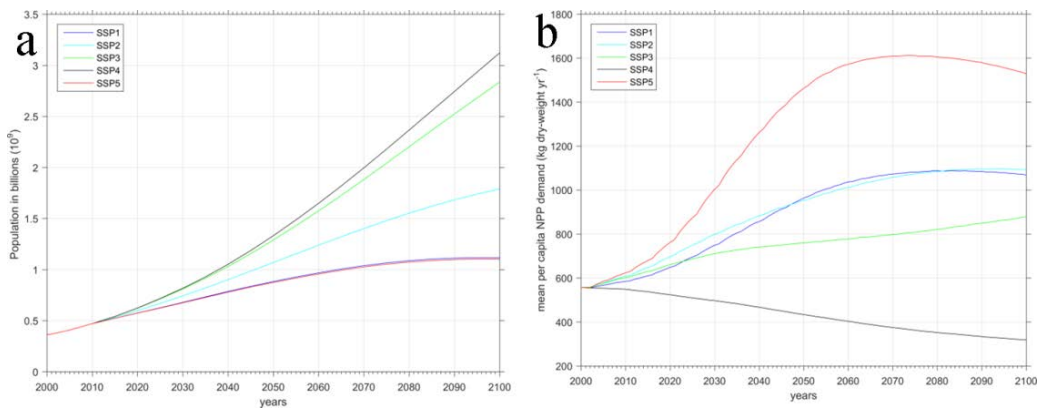 a
SSP1
SSP2
SSP3
SSP4
SSP5
3.5
3
2.5
2
1.5
1
0.5
0
Population in billions (10⁹)
2000 2010 2020 2030 2040 2050 2060 2070 2080 2090 2100
years
b
SSP1
SSP2
SSP3
SSP4
SSP5
1800
1600
1400
1200
1000
800
600
400
200
mean per capita NPP demand (kg dry-weight yr⁻¹)
2000 2010 2020 2030 2040 2050 2060 2070 2080 2090 2100
years